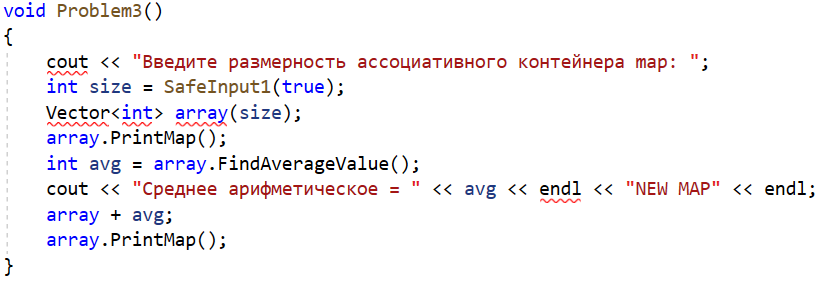 void Problem3()
{
cout << "Введите размерность ассоциативного контейнера map: ";
int size = SafeInput1(true);
Vector<int> array(size);
array.PrintMap();
int avg = array.FindAverageValue();
cout << "Среднее арифметическое = " << avg << endl << "NEW MAP" << endl;
array + avg;
array.PrintMap();
}